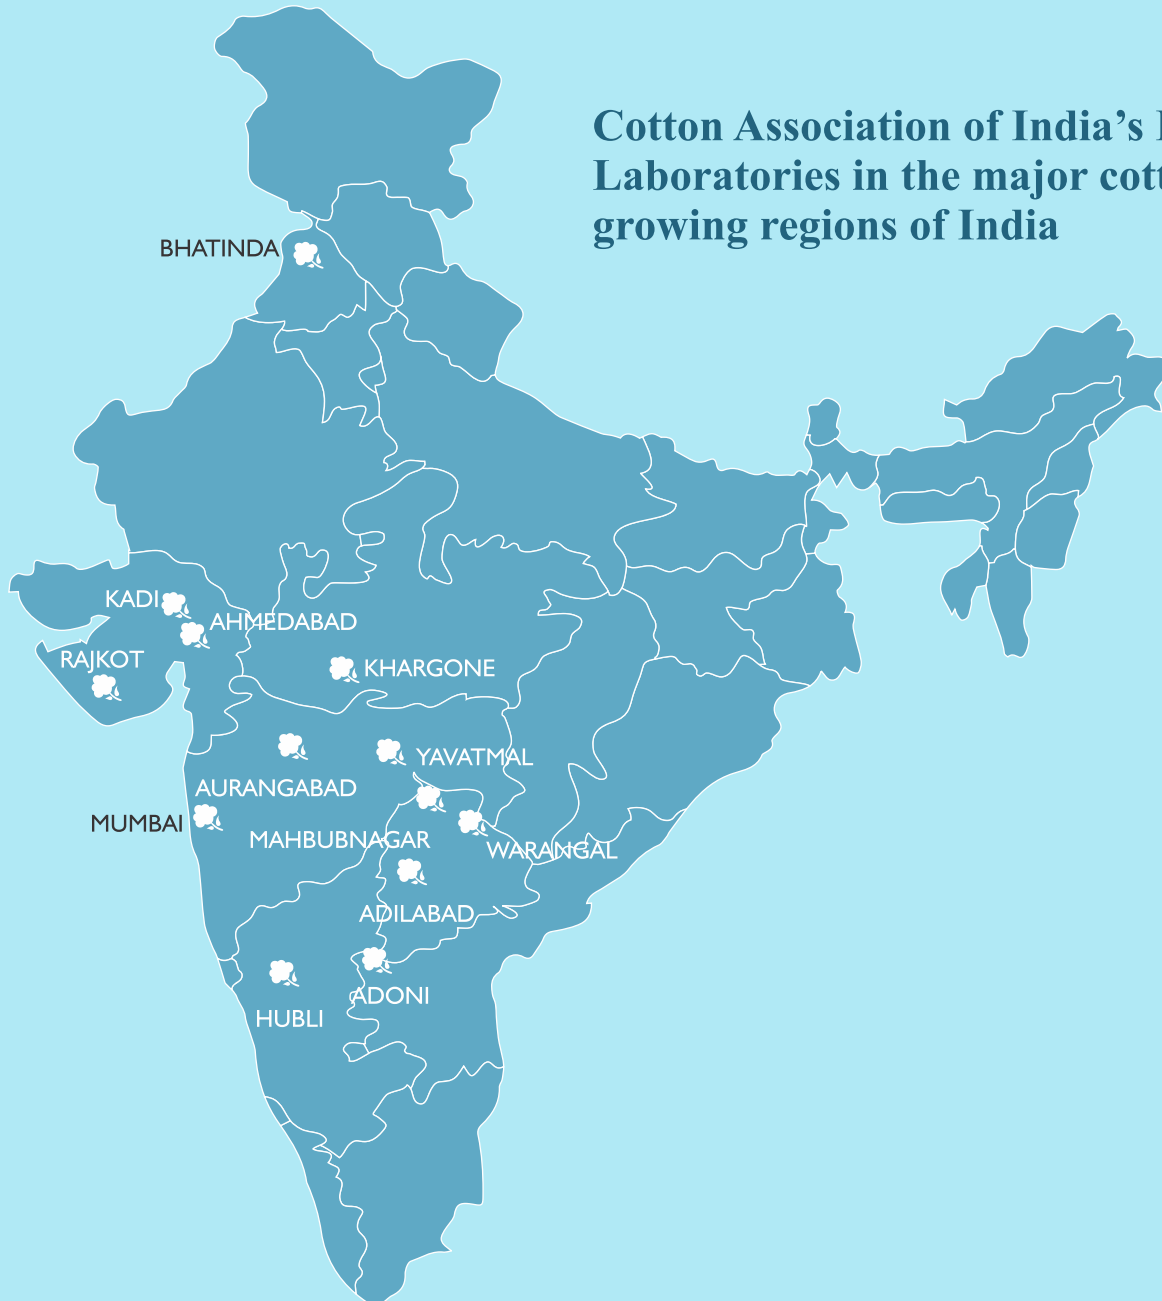 Cotton Association of India’s
Laboratories in the major
growing regions of India
BHATINDA
KADI
AHMEDABAD
RAJKOT
KHARGONE
YAVATMAL
AURANGABAD
MUMBAI
MAHBUBNAGAR
WARANGAL
ADILABAD
ADONI
HUBLI